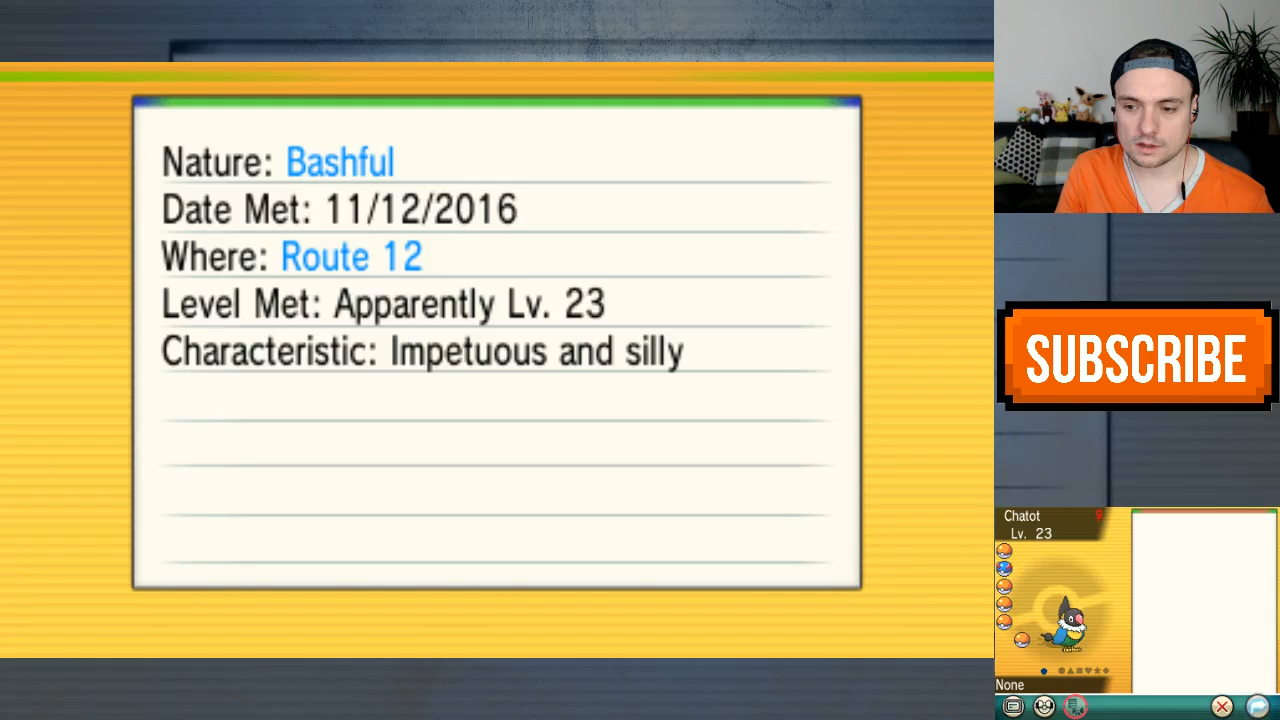 Nature: Bashful
Date Met: 11/12/2016
Where: Route 12
Level Met: Apparently Lv. 23
Characteristic: Impetuous and silly
SUBSCRIBE
Chatot ♀
Lv. 23
None